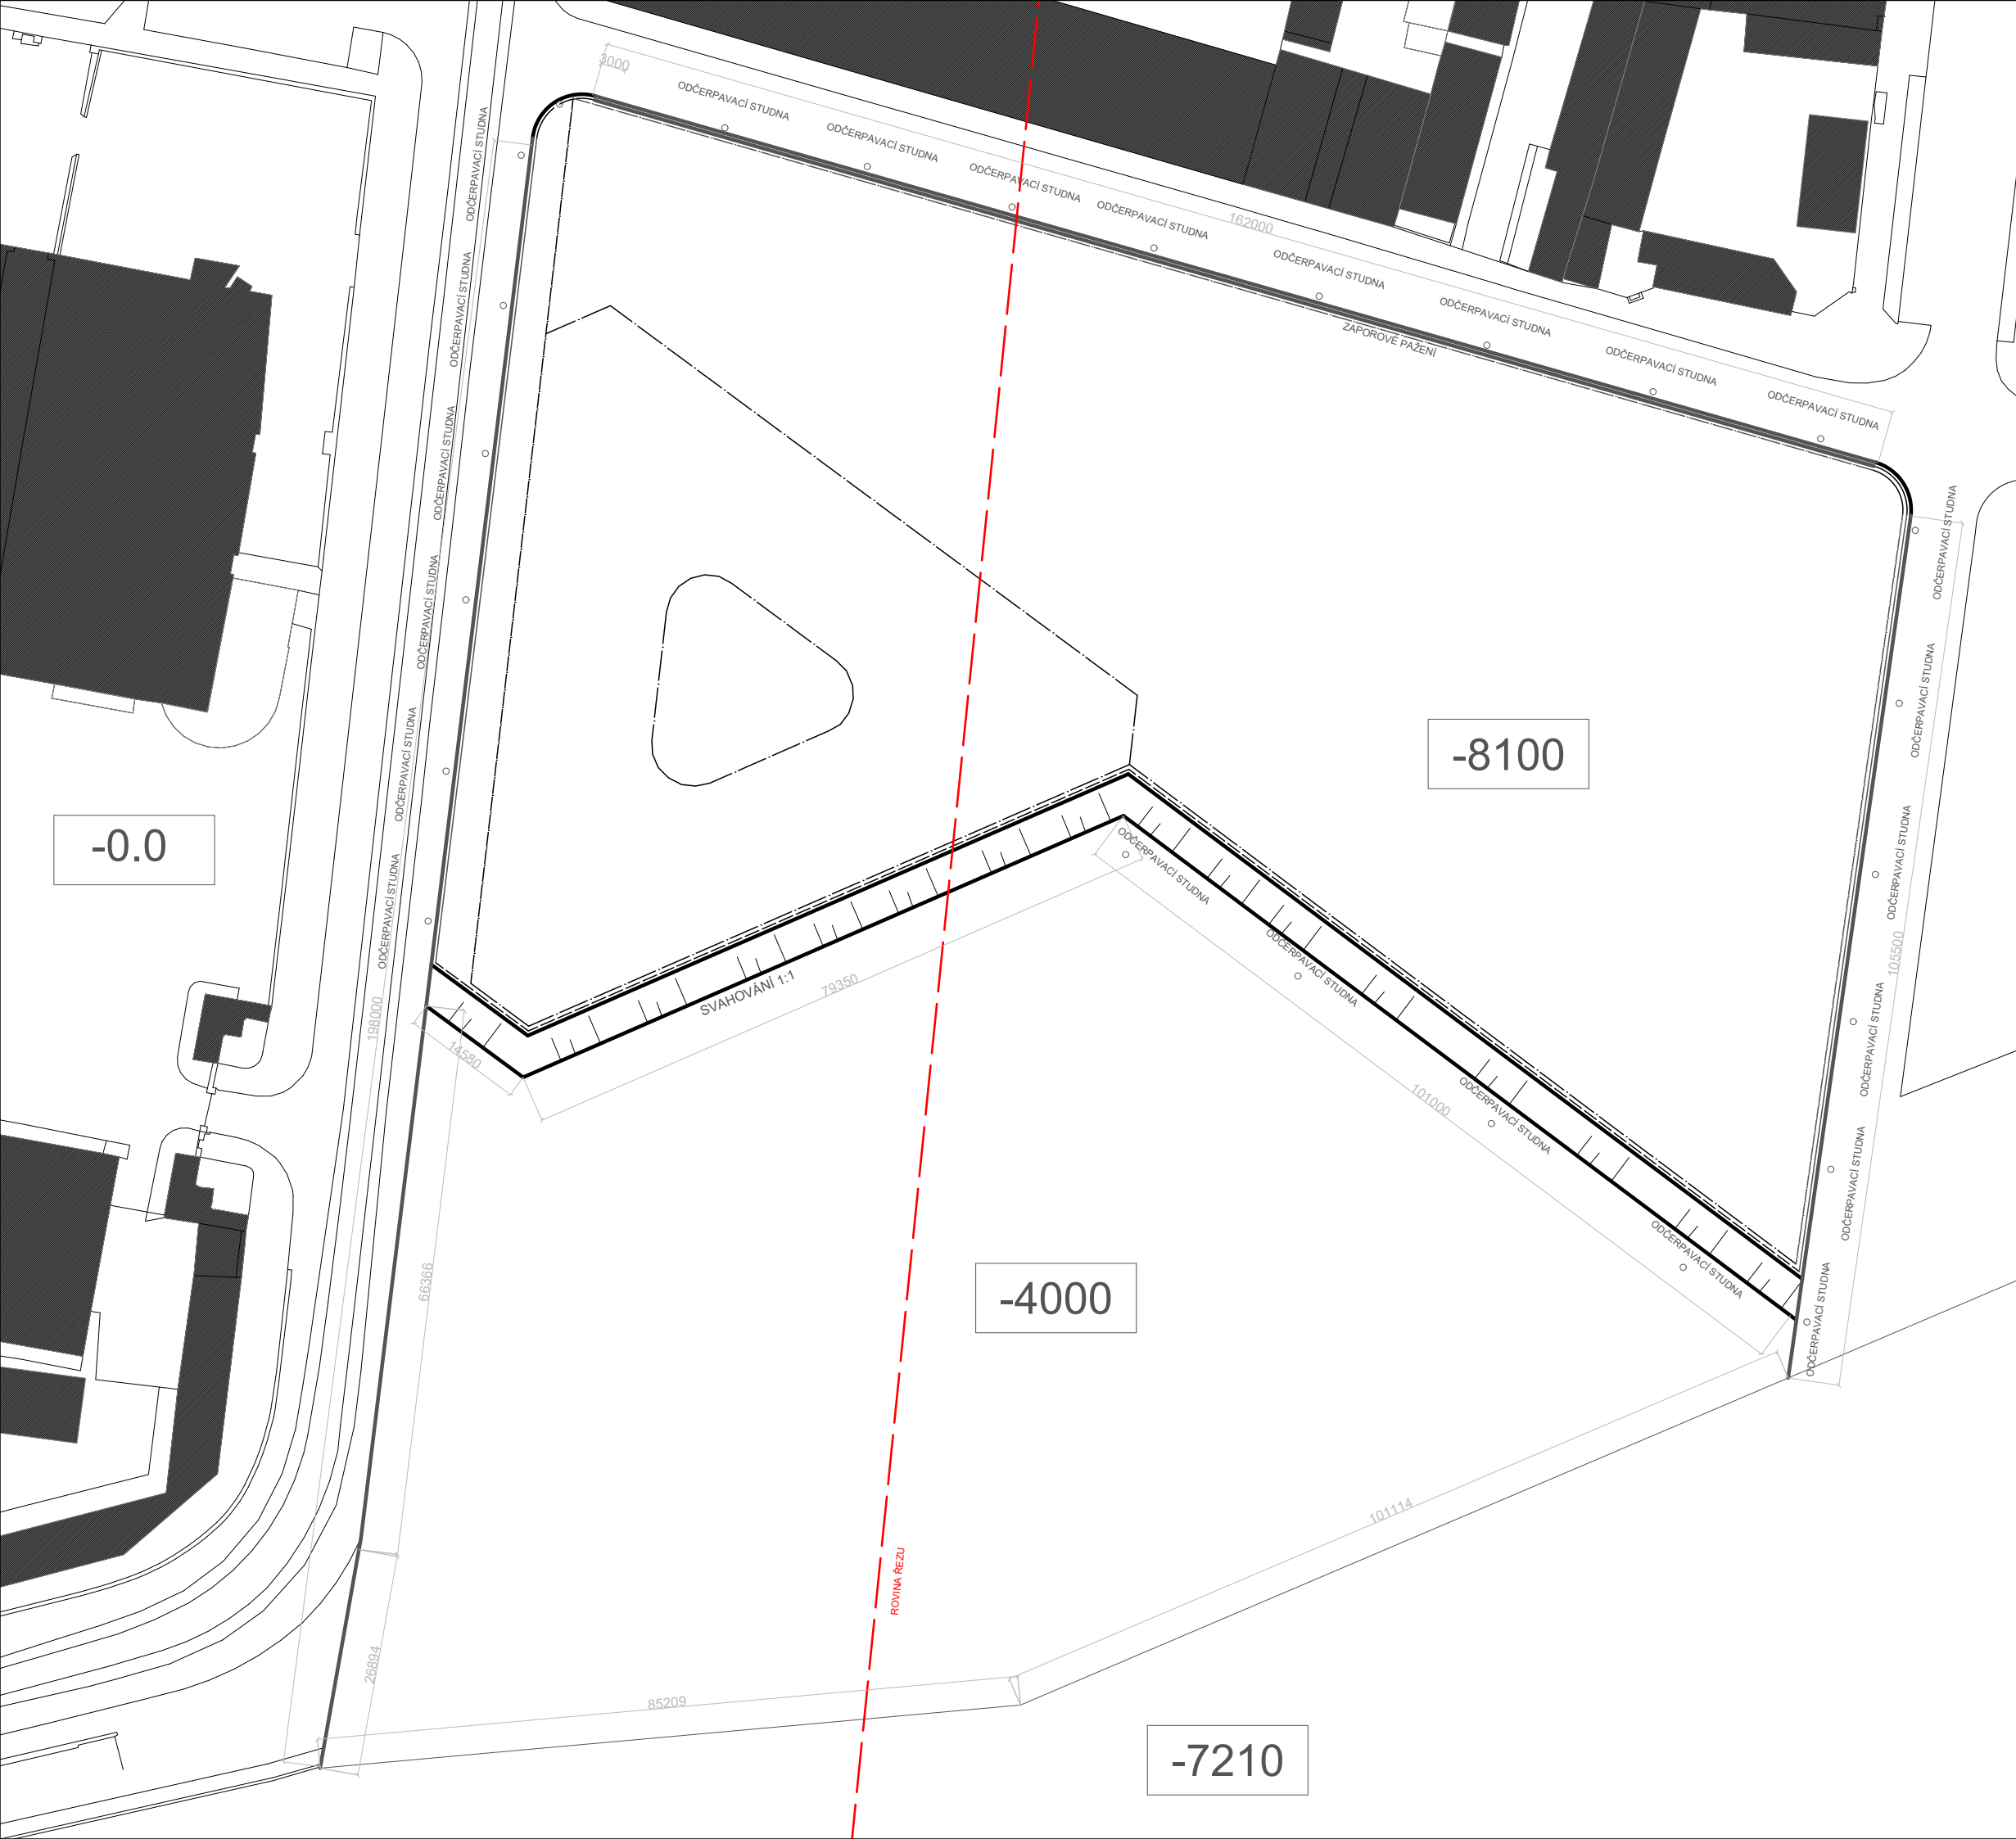 3000
ODČERPAVACÍ STUDNA
ODČERPAVACÍ STUDNA
ODČERPAVACÍ STUDNA
ODČERPAVACÍ STUDNA
162000
ODČERPAVACÍ STUDNA
ODČERPAVACÍ STUDNA
ZÁPOROVÉ PAŽENÍ
ODČERPAVACÍ STUDNA
ODČERPAVACÍ STUDNA
ODČERPAVACÍ STUDNA
ODČERPAVACÍ STUDNA
ODČERPAVACÍ STUDNA
ODČERPAVACÍ STUDNA
ODČERPAVACÍ STUDNA
ODČERPAVACÍ STUDNA
ODČERPAVACÍ STUDNA
ODČERPAVACÍ STUDNA
-8100
-0.0
ODČERPAVACÍ STUDNA
ODČERPAVACÍ STUDNA
105500
ODČERPAVACÍ STUDNA
SVAHOVÁNÍ 1:1
79350
198000
14580
ODČERPAVACÍ STUDNA
101000
ODČERPAVACÍ STUDNA
ODČERPAVACÍ STUDNA
ODČERPAVACÍ STUDNA
66366
-4000
ODČERPAVACÍ STUDNA
101114
ROVINA ŘEZU
26894
85209
-7210